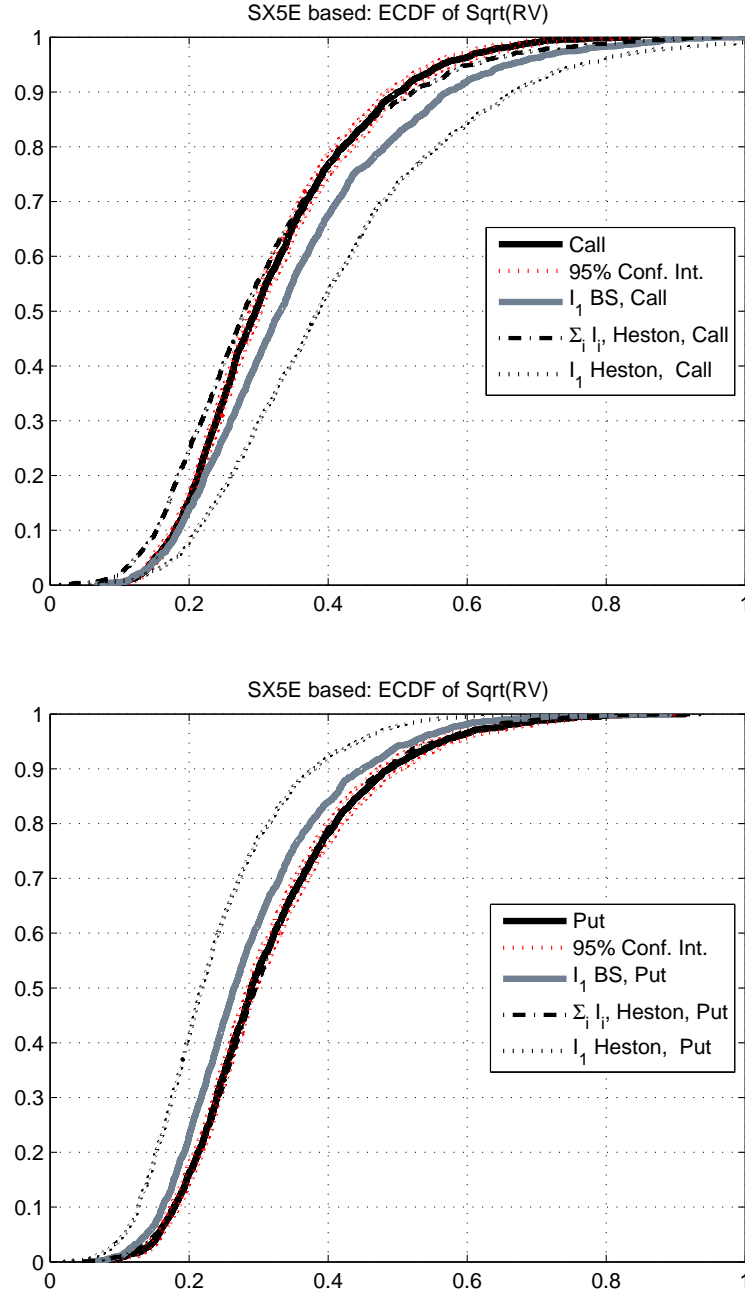 SX5E based: ECDF of Sqrt(RV)
1
0.9
0.8
0.7
0.6
0.5
0.4
0.3
0.2
0.1
0
0 0.2 0.4 0.6 0.8 1
Call
95% Conf. Int.
I₁ BS, Call
Σᵢ Iᵢ, Heston, Call
I₁ Heston, Call
SX5E based: ECDF of Sqrt(RV)
1
0.9
0.8
0.7
0.6
0.5
0.4
0.3
0.2
0.1
0
0 0.2 0.4 0.6 0.8 1
Put
95% Conf. Int.
I₁ BS, Put
Σᵢ Iᵢ, Heston, Put
I₁ Heston, Put